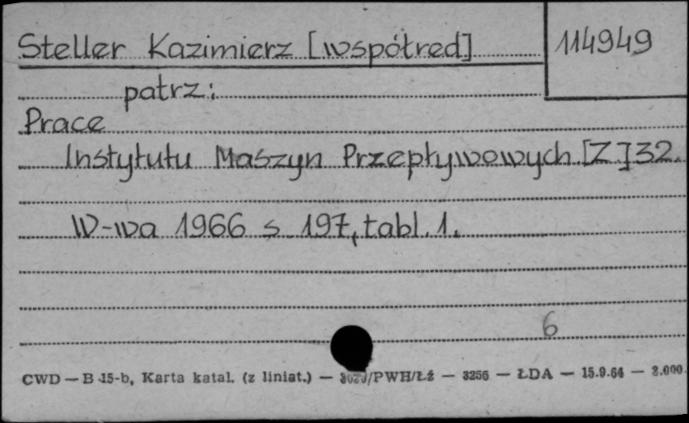 Steller Kazimierz [współred]
114949
patrz:
Prace
Instytutu Maszyn Przepływowych [Z]32.
W-wa 1966 s 197, tabl. 1.
6
CWD — B 15-b, Karta katal. (z liniat.) — /PWH/Łż — 3256 — ŁDA — 15.9.64 — 2.000